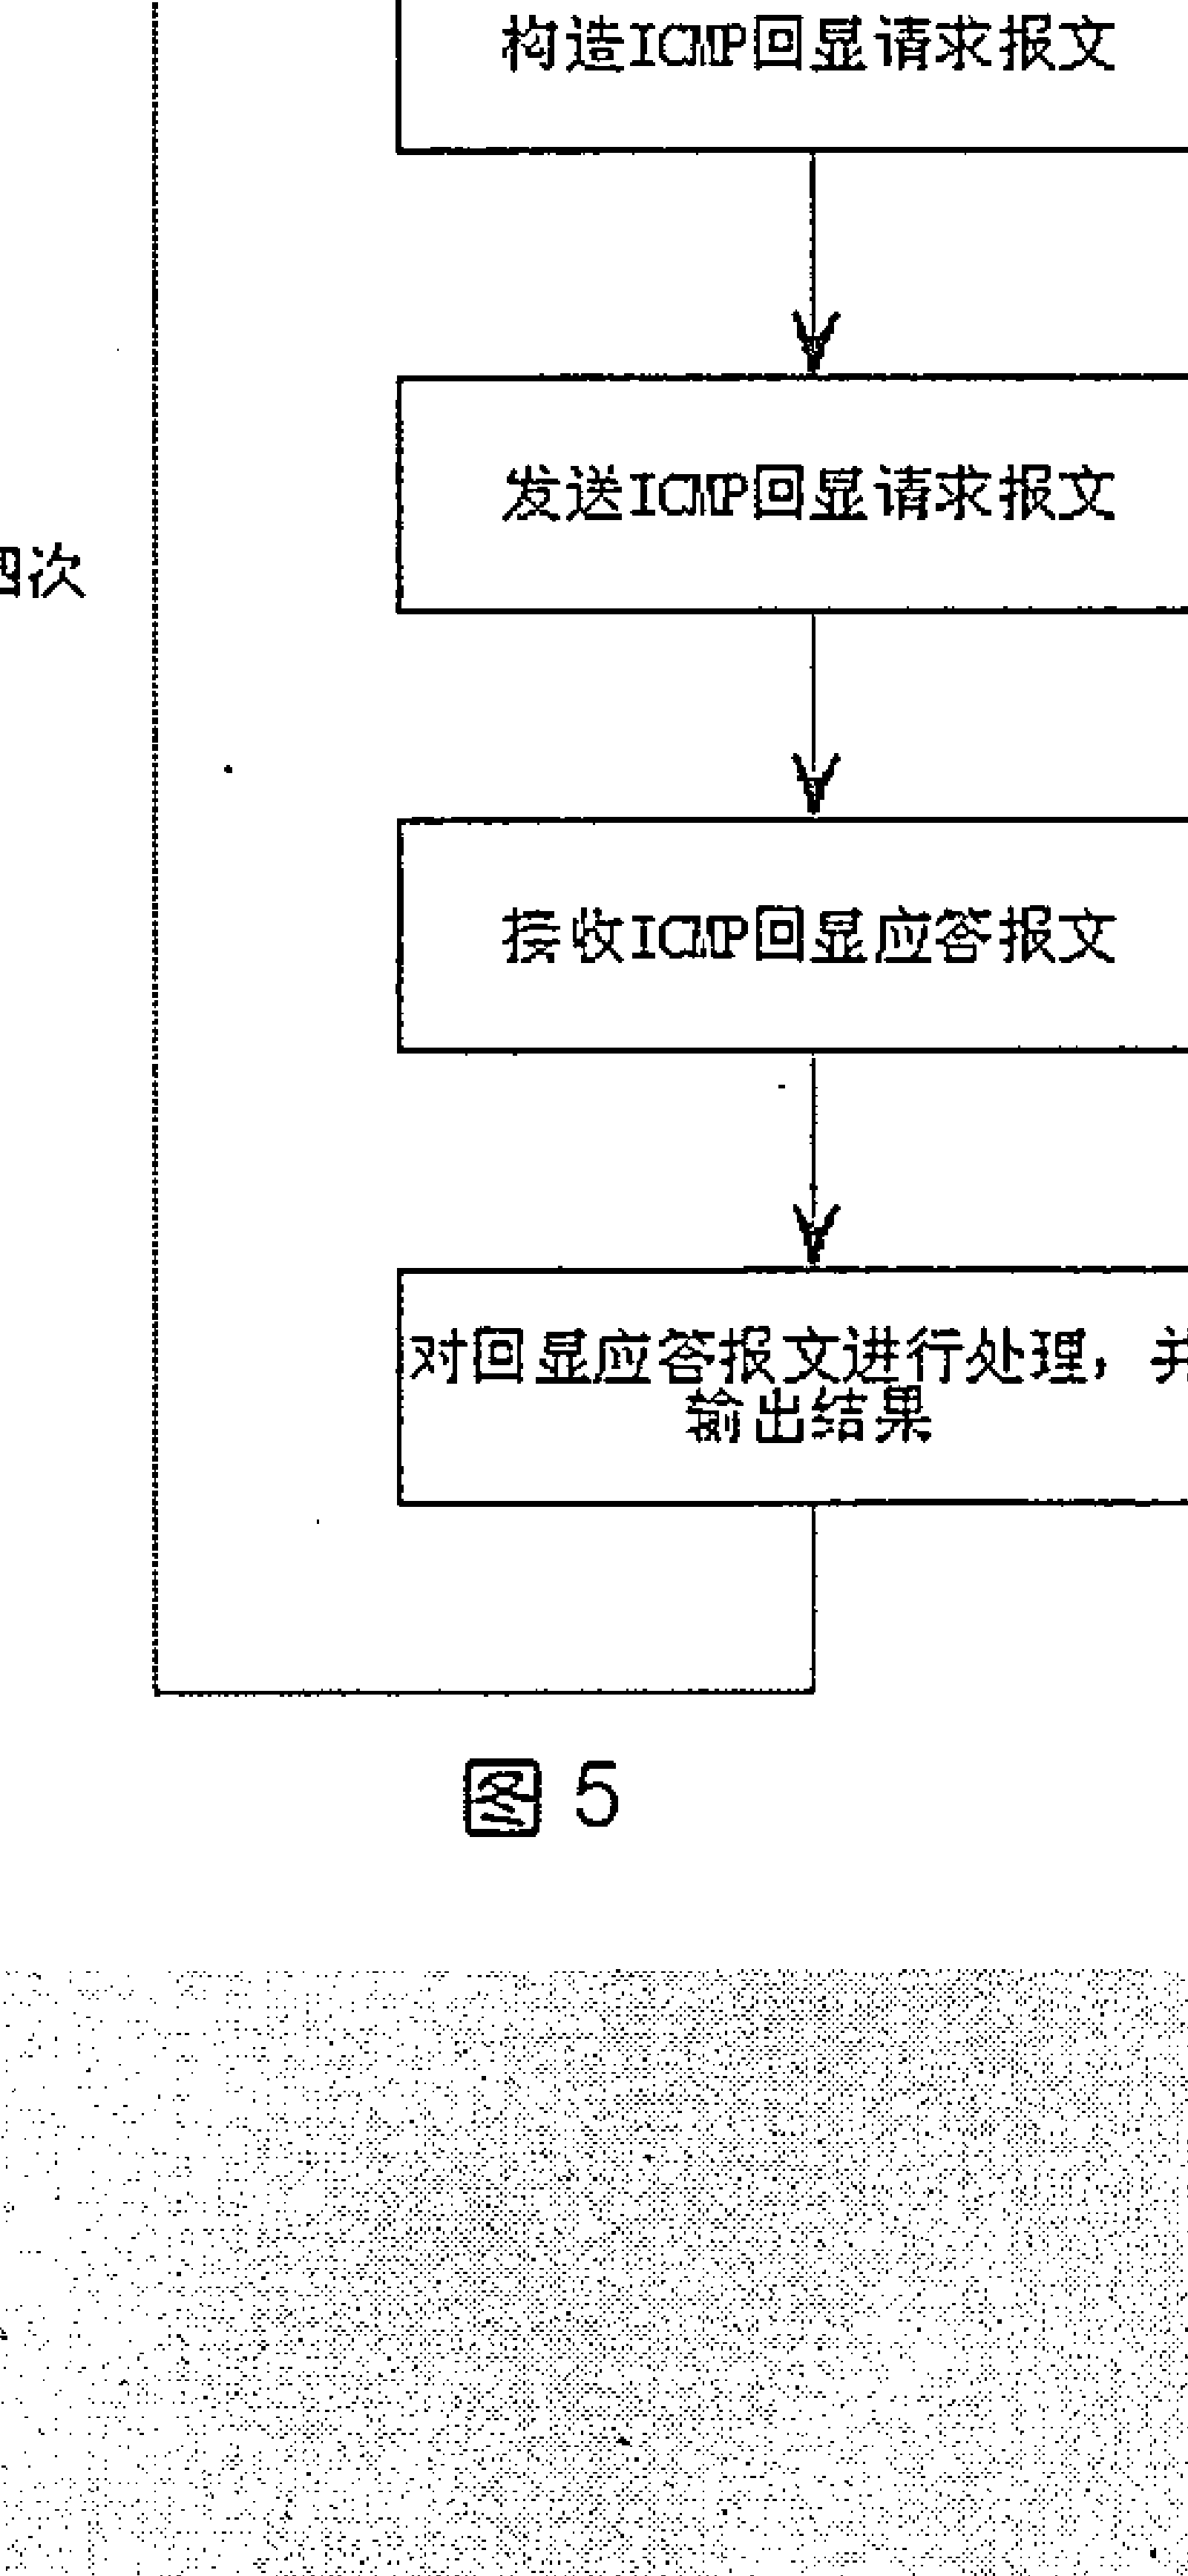 构造ICMP回显请求报文
发送ICMP回显请求报文
四次
接收ICMP回显应答报文
对回显应答报文进行处理，并
输出结果
图 5